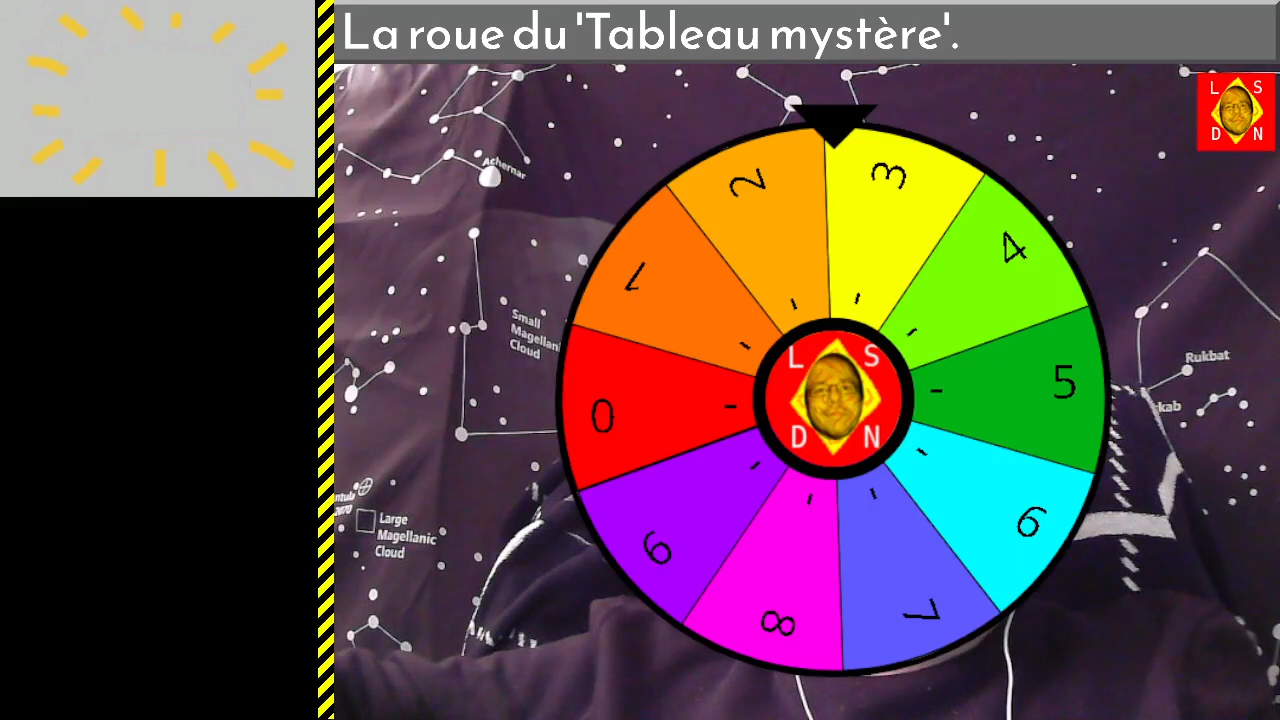 La roue du 'Tableau mystère'.
L S
D N
Achernar
2
3
4
1
Small
Magellanic
Cloud
Rukbat
L S
5
0
D N
6
Large
Magellanic
Cloud
9
8
7